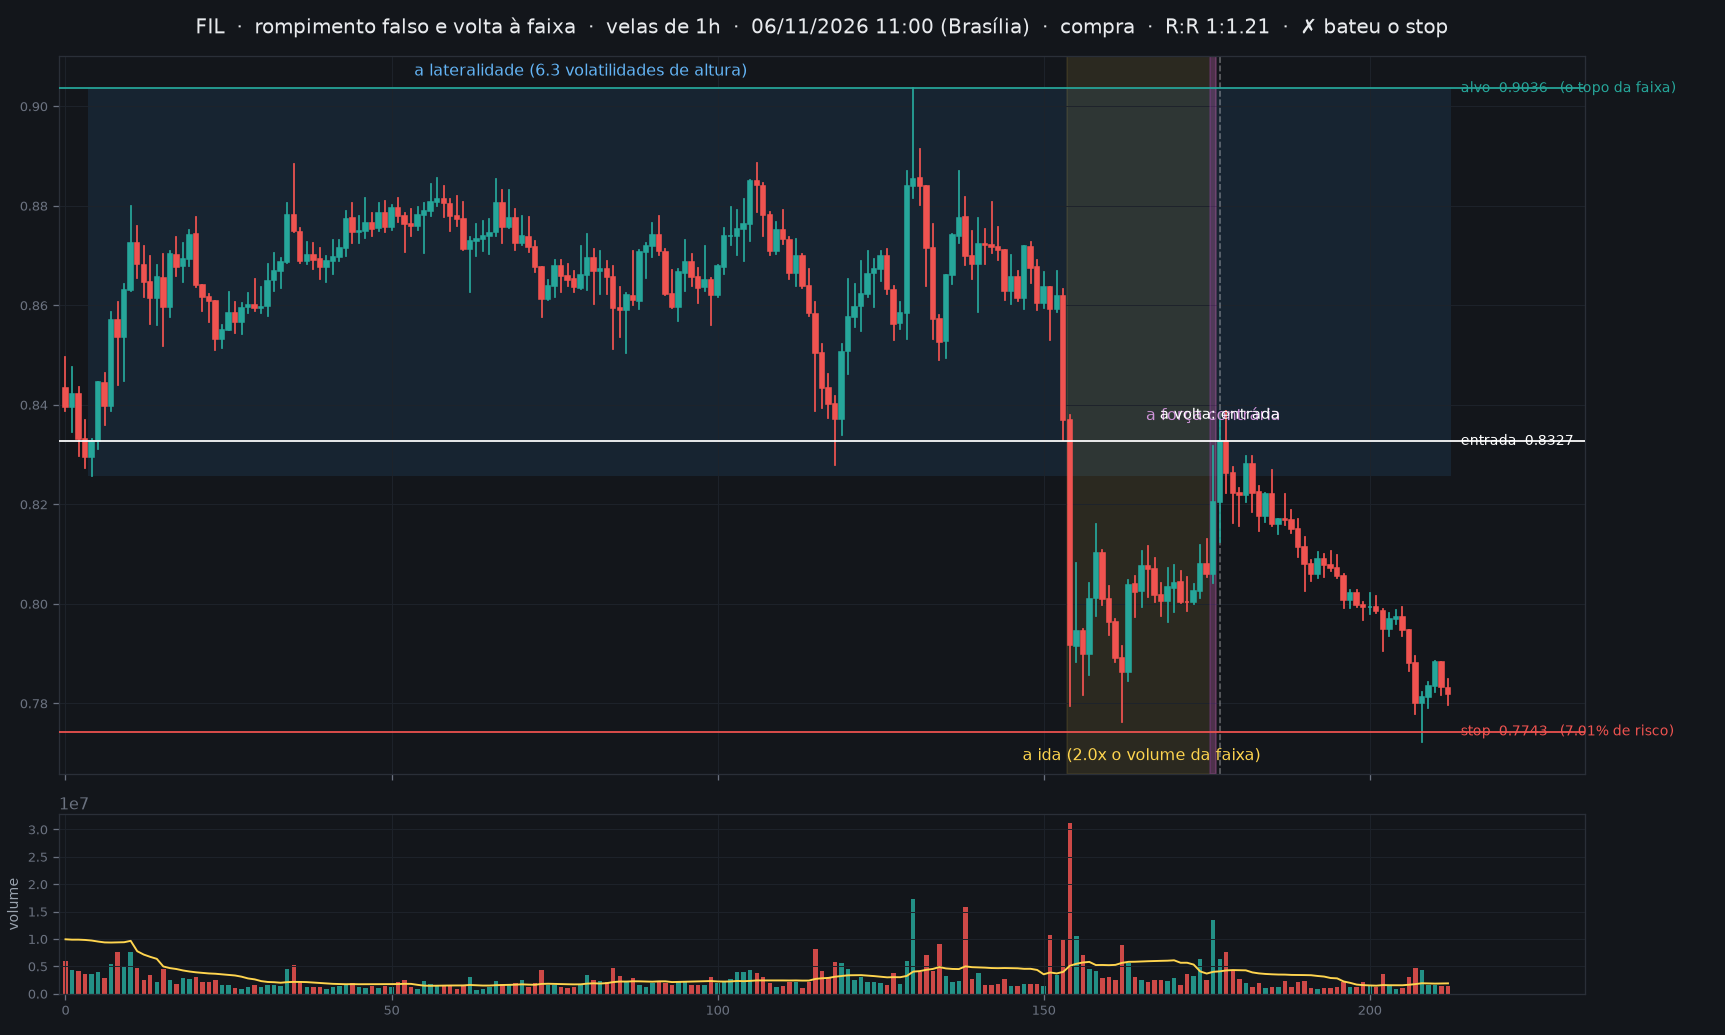 FIL · rompimento falso e volta à faixa · velas de 1h · 06/11/2026 11:00 (Brasília) · compra · R:R 1:1.21 · ✗ bateu o stop
a lateralidade (6.3 volatilidades de altura)
alvo 0.9036 (o topo da faixa)
0.90
0.88
0.86
0.84
a força contrária
a volta: entrada
entrada 0.8327
0.82
0.80
0.78
stop 0.7743 (7.01% de risco)
a ida (2.0x o volume da faixa)
1e7
3.0
2.5
2.0
1.5
1.0
0.5
0.0
volume
0
50
100
150
200